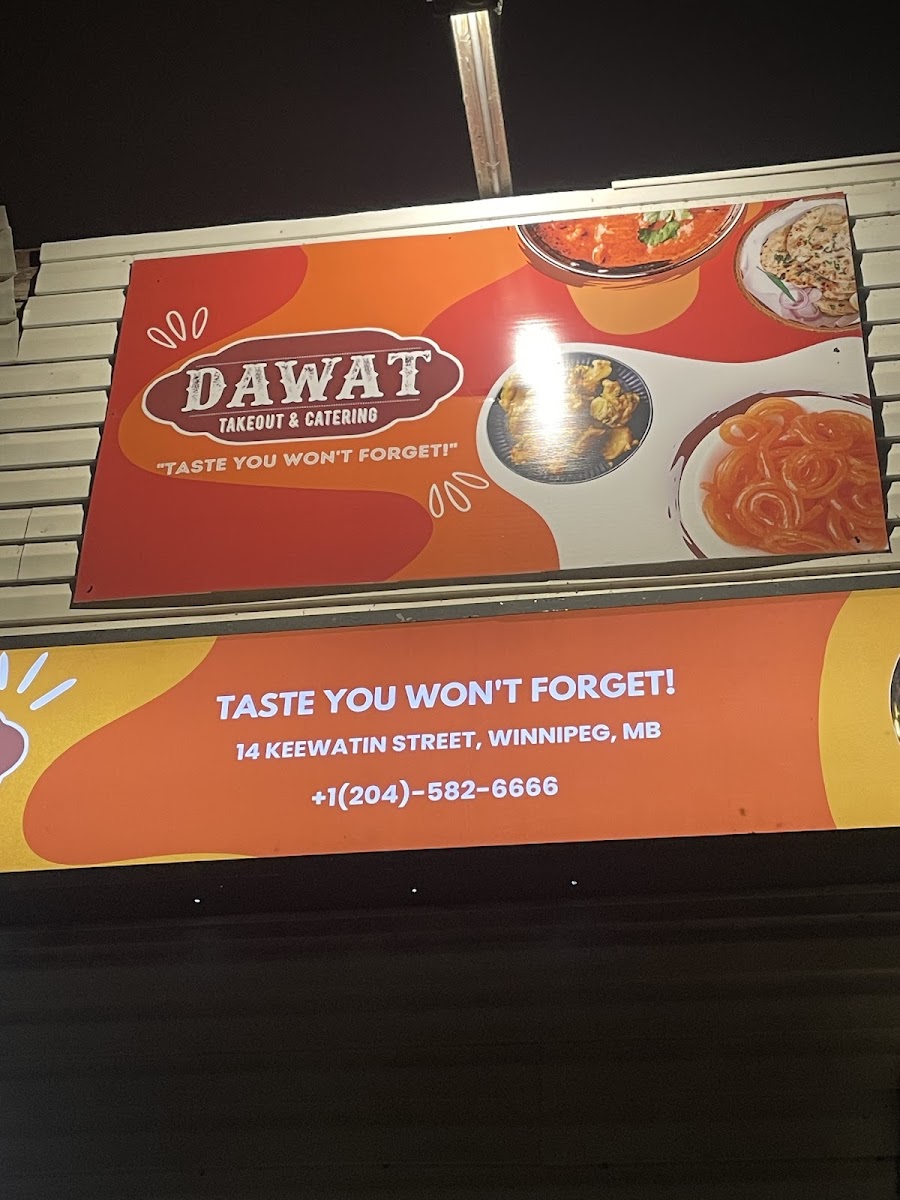 DAWAT
TAKEOUT & CATERING
"TASTE YOU WON'T FORGET!"
TASTE YOU WON'T FORGET!
14 KEEWATIN STREET, WINNIPEG, MB
+1(204)-582-6666